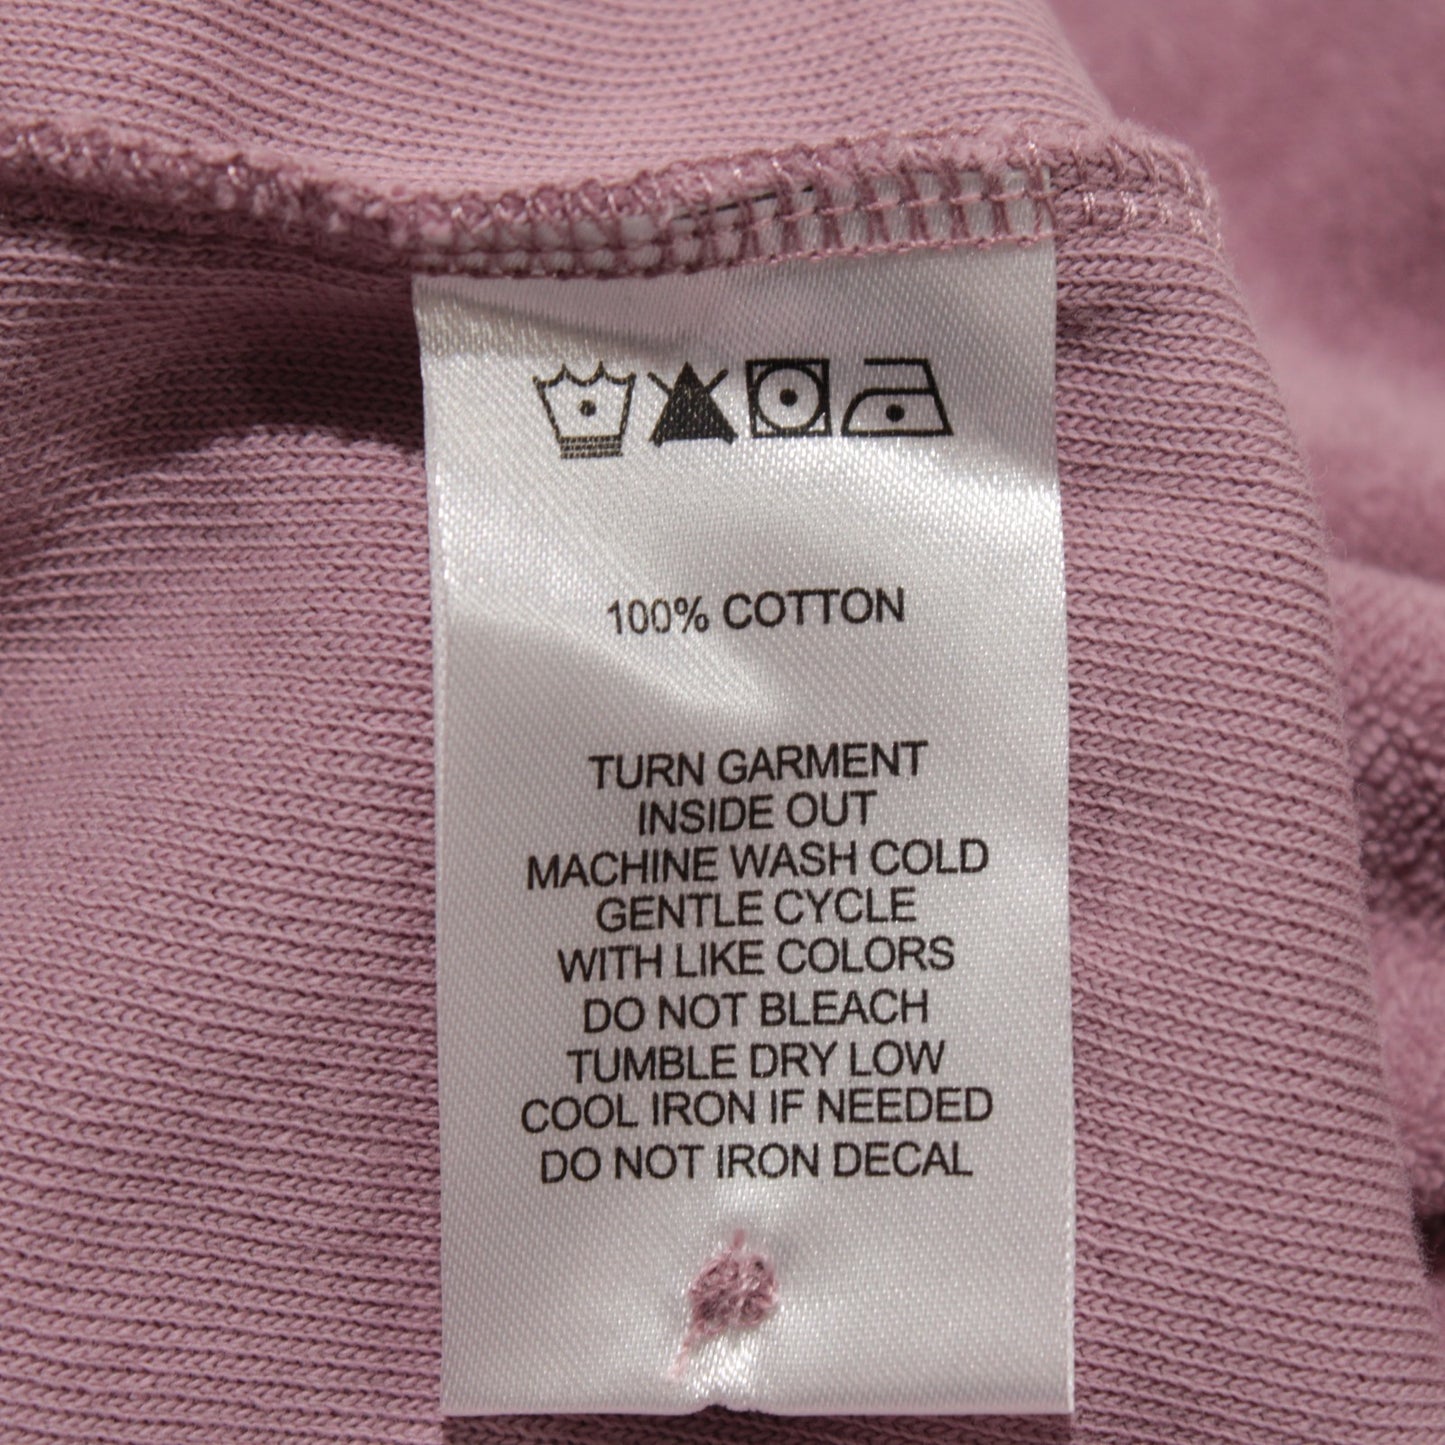 100% COTTON
TURN GARMENT
INSIDE OUT
MACHINE WASH COLD
GENTLE CYCLE
WITH LIKE COLORS
DO NOT BLEACH
TUMBLE DRY LOW
COOL IRON IF NEEDED
DO NOT IRON DECAL